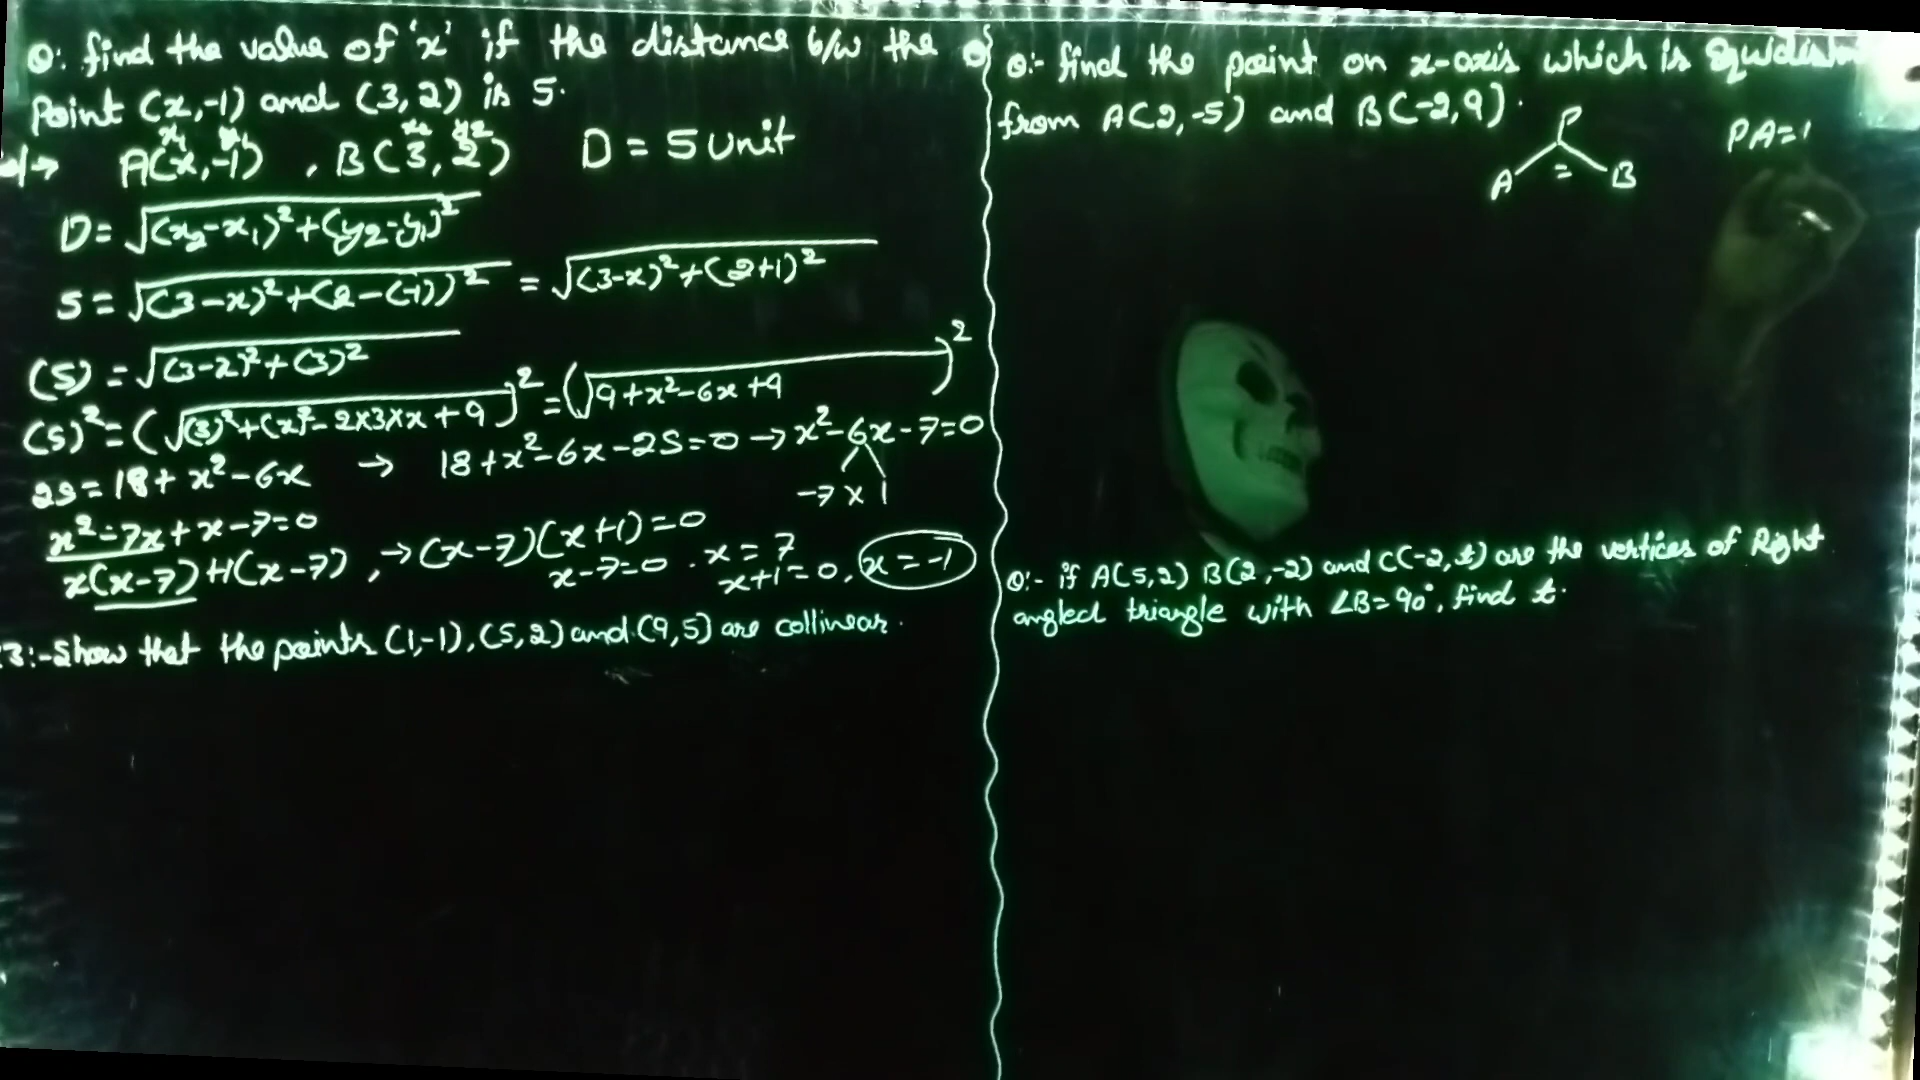 Q: find the value of 'x' if the distance b/w the
Point (x,-1) and (3,2) is 5.
x₁ y₁ x₂ y₂
A(x,-1) , B(3,2) D = 5 unit
D = √(x₂-x₁)²+(y₂-y₁)²
5 = √(3-x)²+(2-(-1))² = √(3-x)²+(2+1)²
(5) = √(3-x)²+(3)²
(5)² = (√(3)²+(x)²-2x3xx+9)² = (√9+x²-6x+9)²
25 = 18+x²-6x → 18+x²-6x-25=0 → x²-6x-7=0
-7 x 1
x²-7x+x-7=0
x(x-7)+1(x-7) , → (x-7)(x+1)=0
x-7=0 . x=7
x+1=0, x=-1
3:- Show that the points (1,-1), (5,2) and (9,5) are collinear.
Q:- find the point on x-axis which is
from A(2,-5) and B(-2,9).
P
A = B
PA=
Q:- if A(5,2) B(2,-2) and C(-2,t) are the vertices of Right
angled triangle with ∠B=90°, find t.